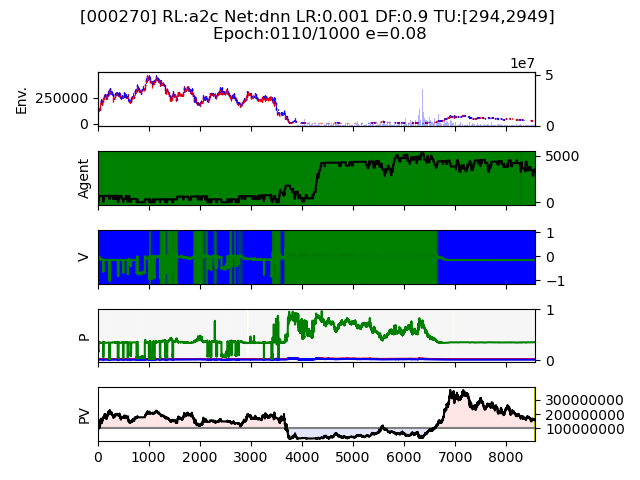 [000270] RL:a2c Net:dnn LR:0.001 DF:0.9 TU:[294,2949]
Epoch:0110/1000 e=0.08
1e7
Env.
250000
0
5
0
Agent
5000
0
V
1
0
−1
P
1
0
PV
300000000
200000000
100000000
0 1000 2000 3000 4000 5000 6000 7000 8000